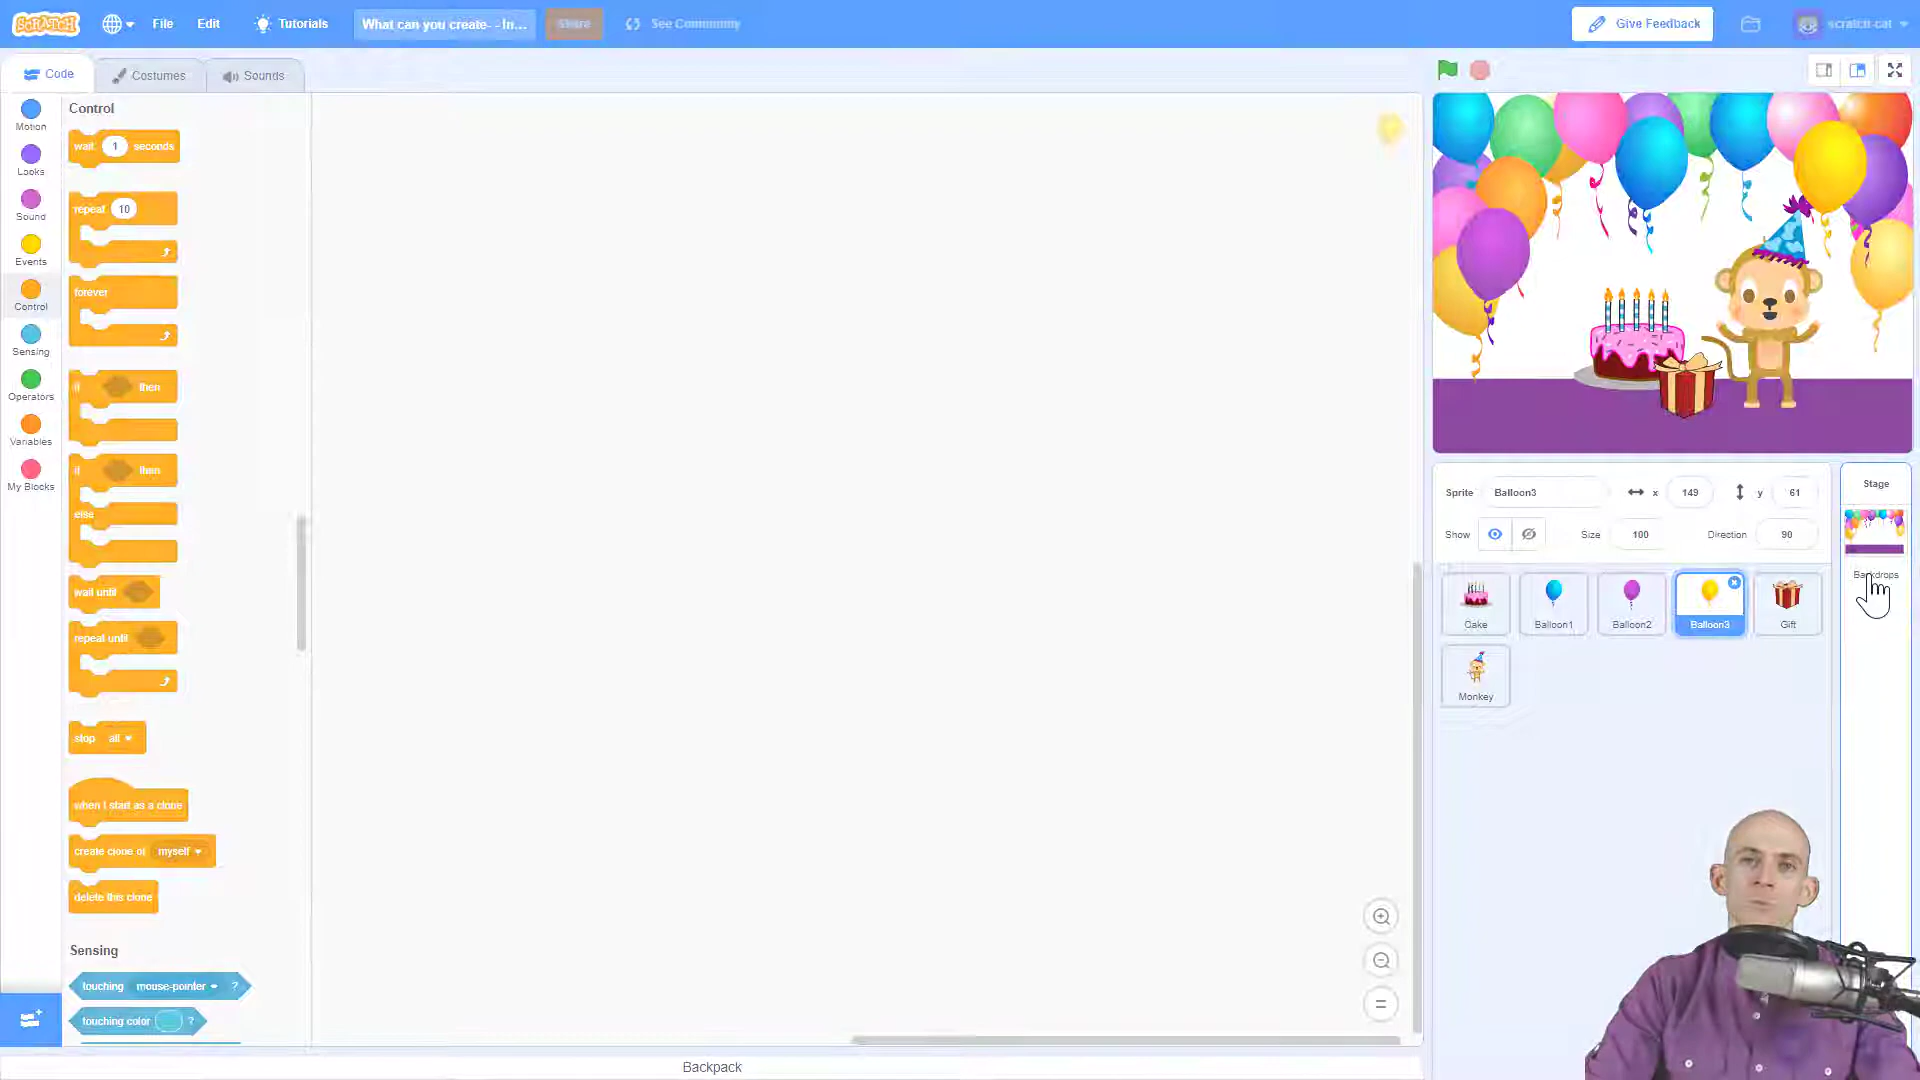 SCRATCH File Edit Tutorials What can you create- - In... Share See Community Give Feedback scratch-cat
Code Costumes Sounds
Motion
Looks
Sound
Events
Control
Sensing
Operators
Variables
My Blocks
Control
wait 1 seconds
repeat 10
forever
if then
if then
else
wait until
repeat until
stop all
when I start as a clone
create clone of myself
delete this clone
Sensing
touching mouse-pointer ?
touching color ?
Backpack
Sprite Balloon3 x 149 y 61
Show Size 100 Direction 90
Cake Balloon1 Balloon2 Balloon3 Gift
Monkey
Stage
Backdrops